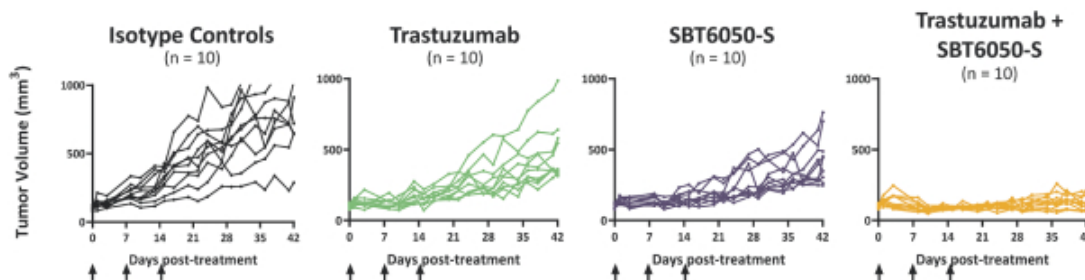 Isotype Controls
(n = 10)
Trastuzumab
(n = 10)
SBT6050-S
(n = 10)
Trastuzumab +
SBT6050-S
(n = 10)
Tumor Volume (mm³)
1000
500
0
0 7 14 21 28 35 42
Days post-treatment
1000
500
0
0 7 14 21 28 35 42
Days post-treatment
1000
500
0
0 7 14 21 28 35 42
Days post-treatment
1000
500
0
0 7 14 21 28 35
Days post-treatment